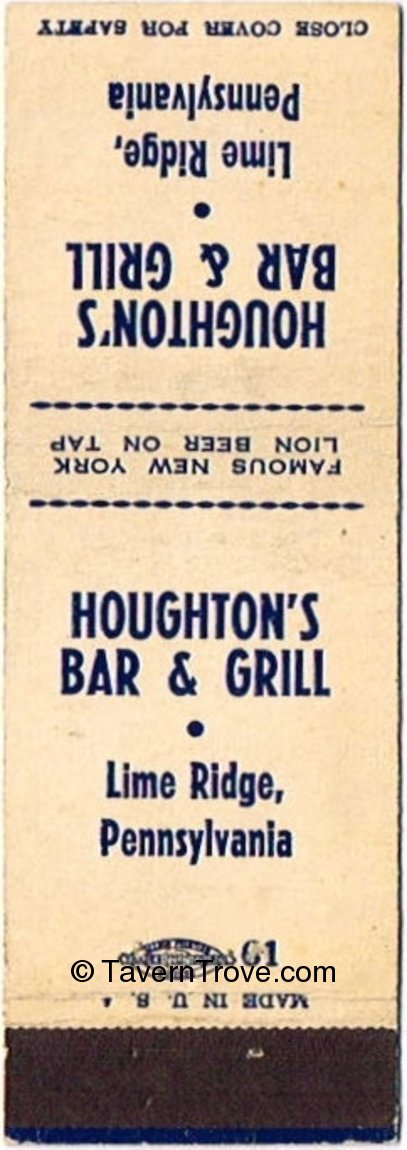 CLOSE COVER FOR SAFETY
HOUGHTON'S
BAR & GRILL
•
Lime Ridge,
Pennsylvania
FAMOUS NEW YORK
LION BEER ON TAP
HOUGHTON'S
BAR & GRILL
•
Lime Ridge,
Pennsylvania
61
© TavernTrove.com
MADE IN U. S. A